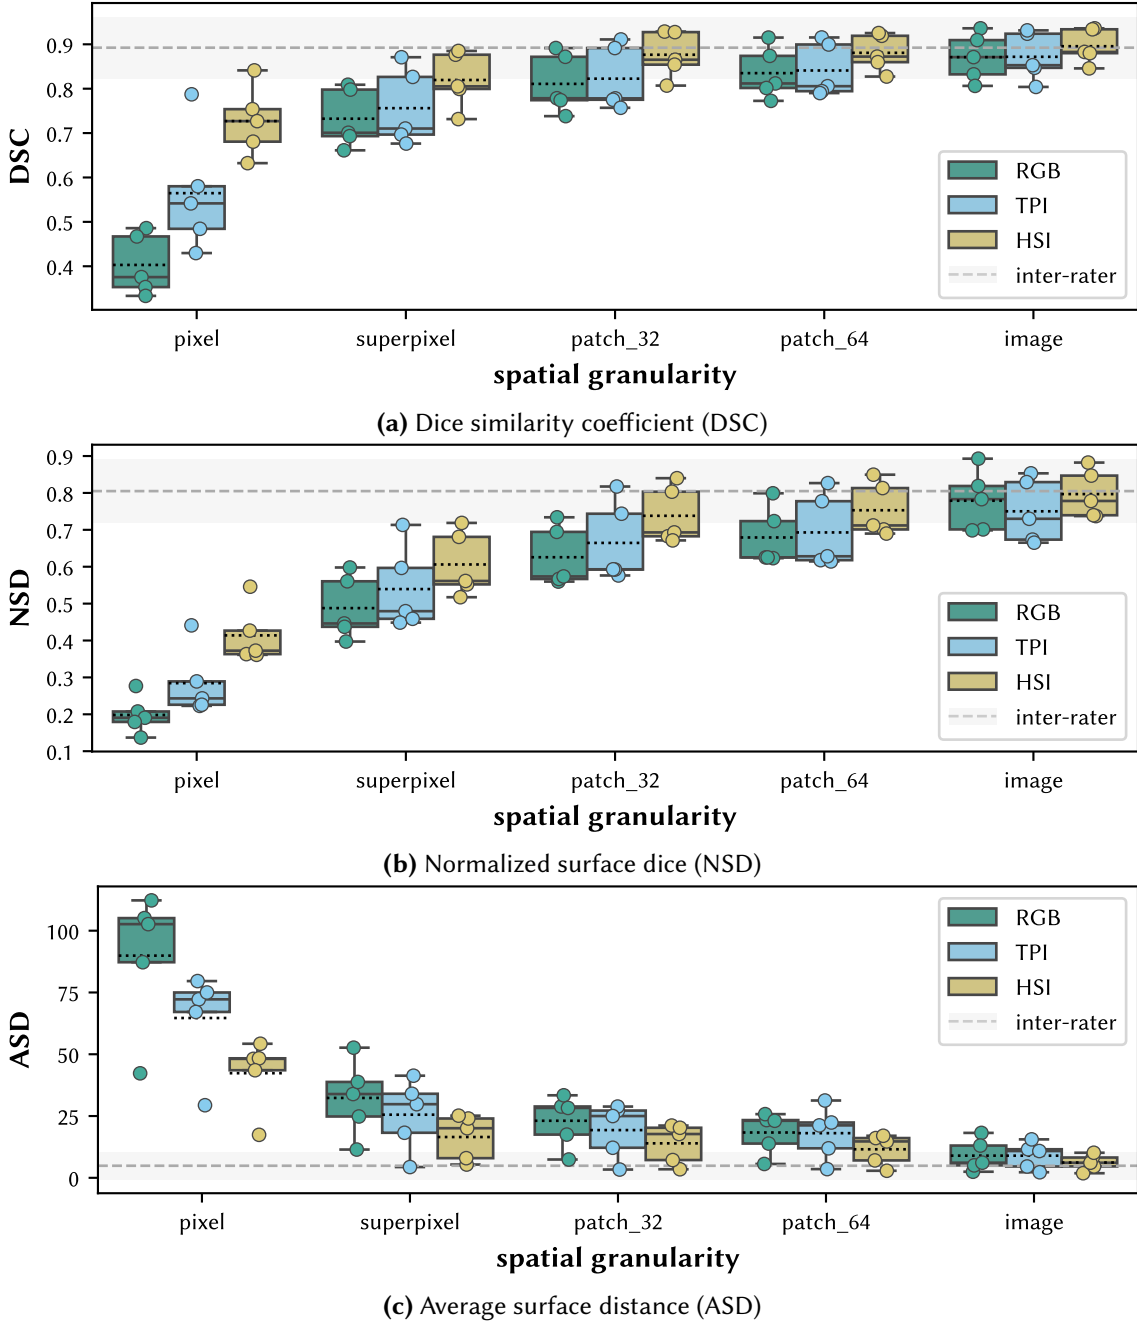 DSC
0.9
0.8
0.7
0.6
0.5
0.4
RGB
TPI
HSI
inter-rater
pixel superpixel patch_32 patch_64 image
spatial granularity
(a) Dice similarity coefficient (DSC)
NSD
0.9
0.8
0.7
0.6
0.5
0.4
0.3
0.2
0.1
RGB
TPI
HSI
inter-rater
pixel superpixel patch_32 patch_64 image
spatial granularity
(b) Normalized surface dice (NSD)
ASD
100
75
50
25
0
RGB
TPI
HSI
inter-rater
pixel superpixel patch_32 patch_64 image
spatial granularity
(c) Average surface distance (ASD)